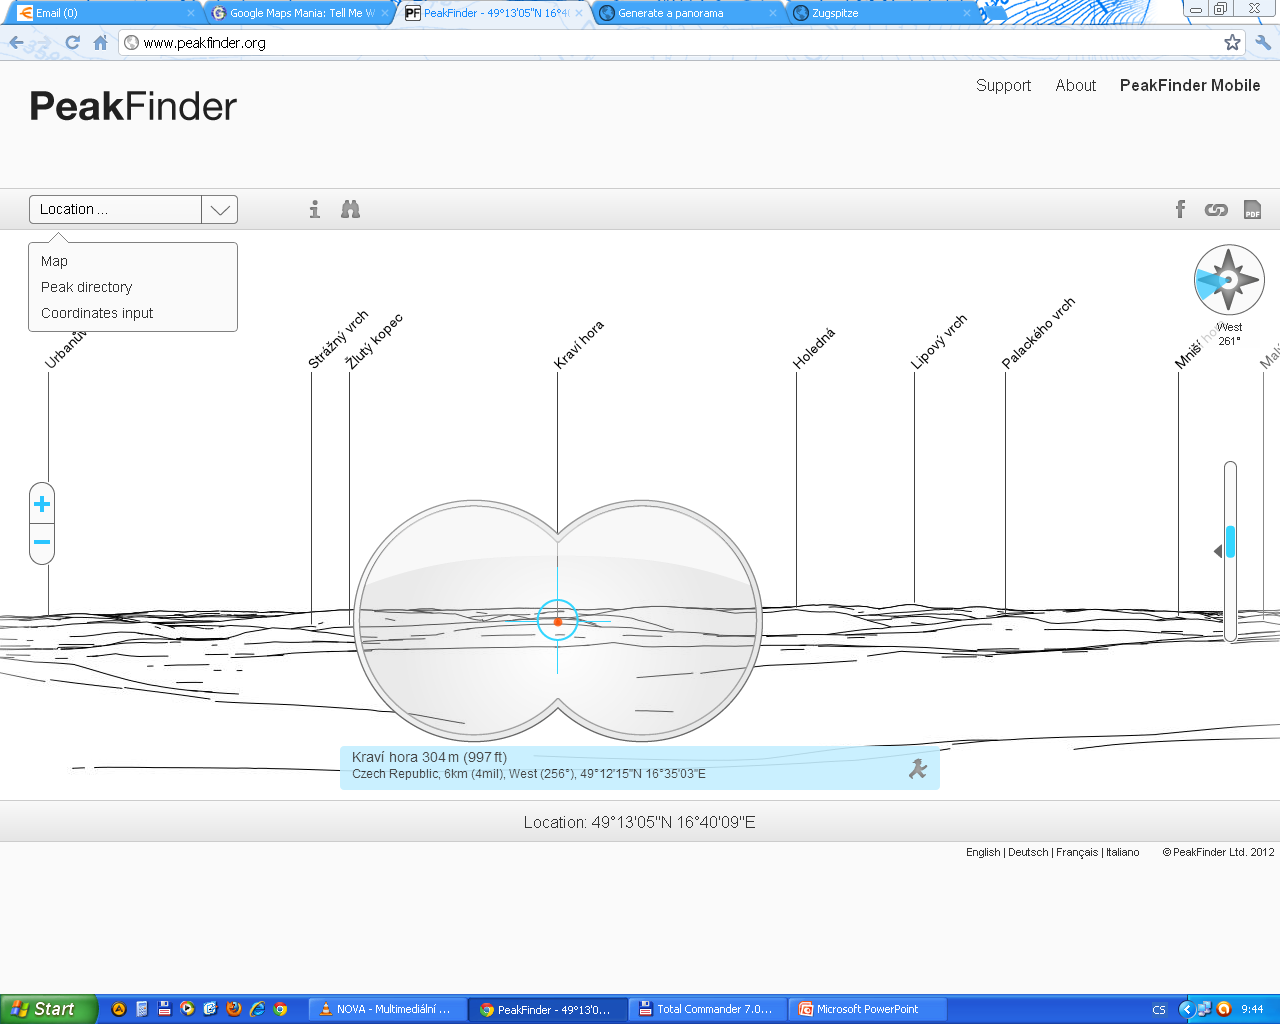 Email (0)
Google Maps Mania: Tell Me W
PeakFinder - 49°13'05"N 16°4
Generate a panorama
Zugspitze
www.peakfinder.org
Support
About
PeakFinder Mobile
PeakFinder
Location ...
PDF
Map
Peak directory
Coordinates input
West
261°
Strážný vrch
Žlutý kopec
Kraví hora
Holedná
Lipový vrch
Palackého vrch
Mniší hora
Kraví hora 304 m (997 ft)
Czech Republic, 6km (4mil), West (256°), 49°12'15"N 16°35'03"E
Location: 49°13'05"N 16°40'09"E
English | Deutsch | Français | Italiano
© PeakFinder Ltd. 2012
Start
NOVA - Multimediální ...
PeakFinder - 49°13'0...
Total Commander 7.0...
Microsoft PowerPoint
CS
9:44